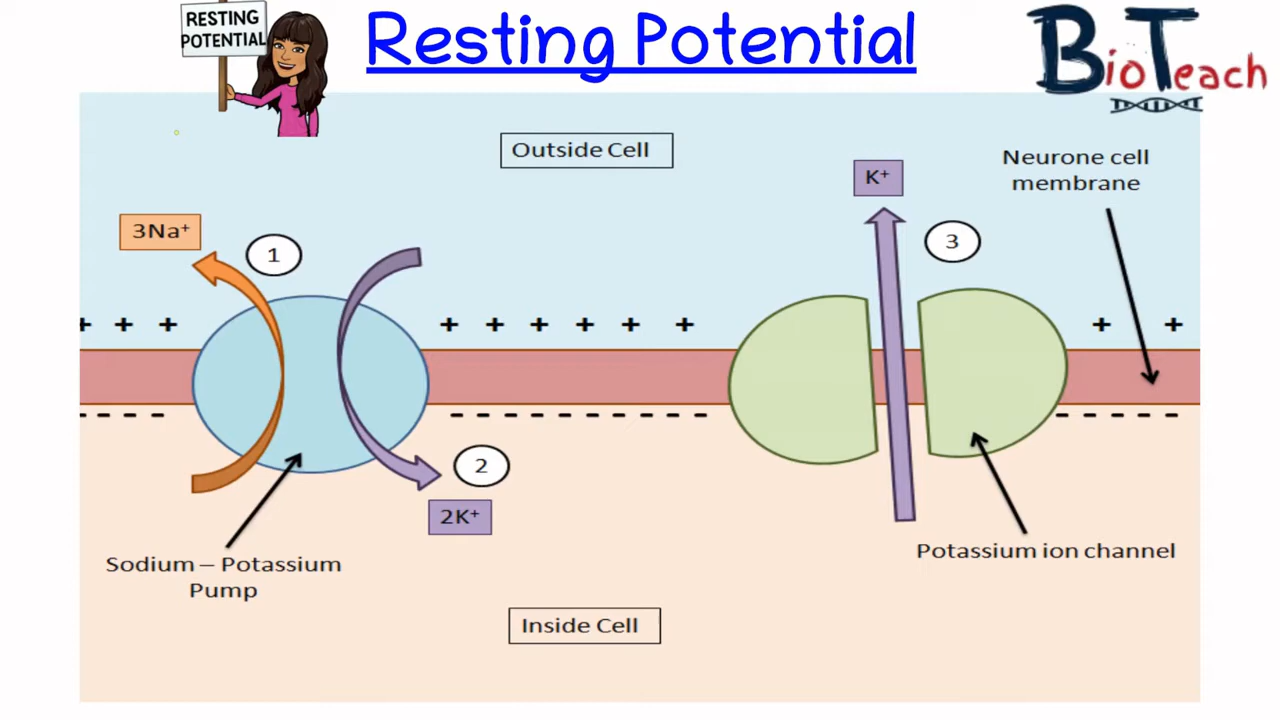 RESTING
POTENTIAL
Resting Potential
BioTeach
Outside Cell
K⁺
Neurone cell
membrane
3Na⁺
1
3
+ + +
+ + + + + +
+ +
- - - -
- - - - - - - - - -
- - - - -
2
2K⁺
Sodium – Potassium
Pump
Potassium ion channel
Inside Cell